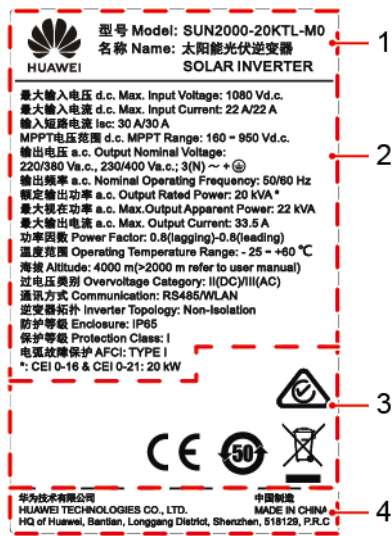 型号 Model: SUN2000-20KTL-M0
名称 Name: 太阳能光伏逆变器
SOLAR INVERTER
HUAWEI
1
最大输入电压 d.c. Max. Input Voltage: 1080 Vd.c.
最大输入电流 d.c. Max. Input Current: 22 A/22 A
输入短路电流 Isc: 30 A/30 A
MPPT电压范围 d.c. MPPT Range: 160 - 950 Vd.c.
输出电压 a.c. Output Nominal Voltage:
220/380 Va.c., 230/400 Va.c.; 3(N) ~ + ⏚
输出频率 a.c. Nominal Operating Frequency: 50/60 Hz
额定输出功率 a.c. Output Rated Power: 20 kVA *
最大视在功率 a.c. Max.Output Apparent Power: 22 kVA
最大输出电流 a.c. Max. Output Current: 33.5 A
功率因数 Power Factor: 0.8(lagging)-0.8(leading)
温度范围 Operating Temperature Range: - 25 - +60 ℃
海拔 Altitude: 4000 m(>2000 m refer to user manual)
过电压类别 Overvoltage Category: II(DC)/III(AC)
通讯方式 Communication: RS485/WLAN
逆变器拓扑 Inverter Topology: Non-Isolation
防护等级 Enclosure: IP65
保护等级 Protection Class: I
电弧故障保护 AFCI: TYPE I
*: CEI 0-16 & CEI 0-21: 20 kW
2
3
CE
50
华为技术有限公司 中国制造
HUAWEI TECHNOLOGIES CO., LTD. MADE IN CHINA
HQ of Huawei, Bantian, Longgang District, Shenzhen, 518129, P.R.C
4